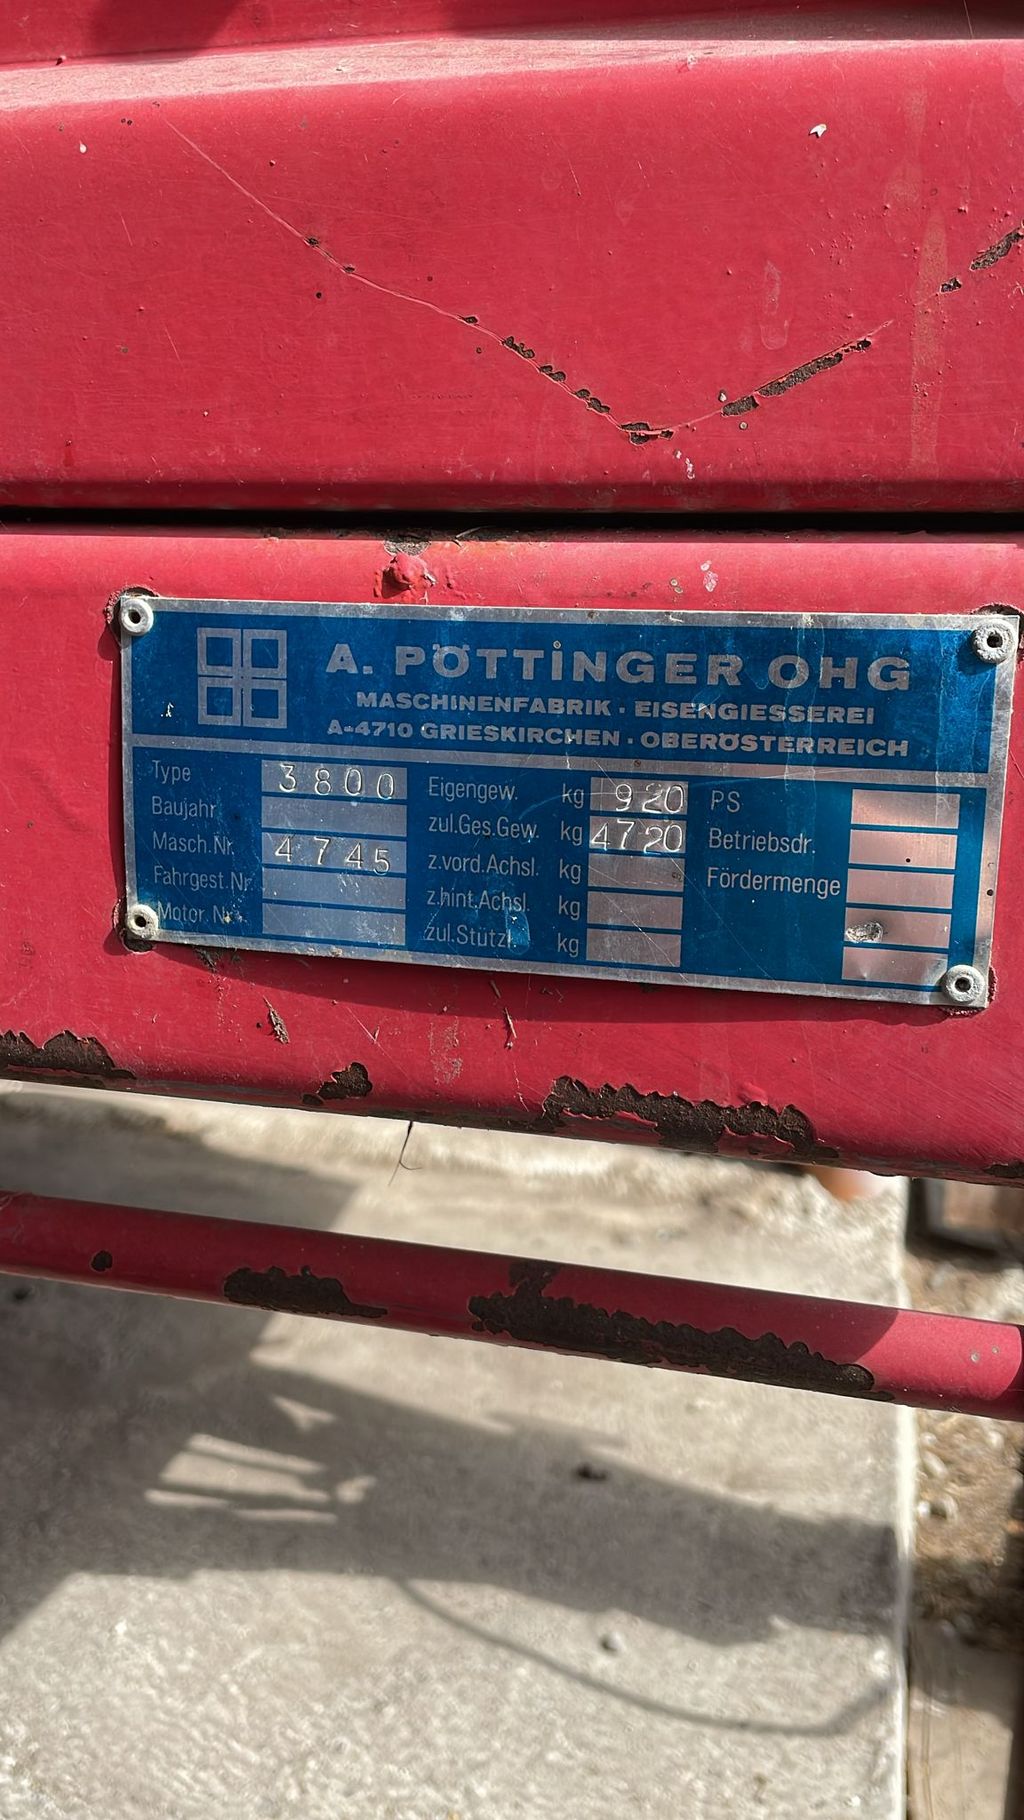 A. PÖTTINGER OHG
MASCHINENFABRIK · EISENGIESSEREI
A-4710 GRIESKIRCHEN · OBERÖSTERREICH
Type 3800
Baujahr
Masch.Nr. 4745
Fahrgest.Nr.
Motor.Nr.
Eigengew. kg 920
zul.Ges.Gew. kg 4720
z.vord.Achsl. kg
z.hint.Achsl. kg
zul.Stützl. kg
PS
Betriebsdr.
Fördermenge